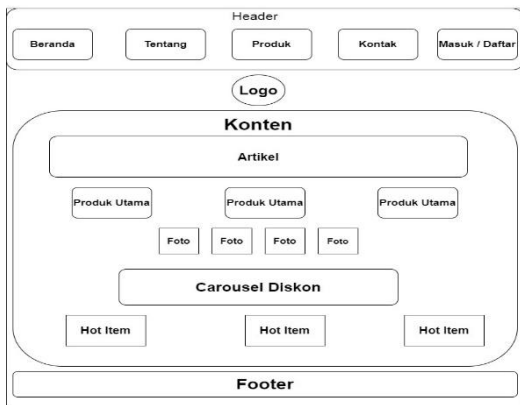 Header
Beranda Tentang Produk Kontak Masuk / Daftar
Logo
Konten
Artikel
Produk Utama Produk Utama Produk Utama
Foto Foto Foto Foto
Carousel Diskon
Hot Item Hot Item Hot Item
Footer